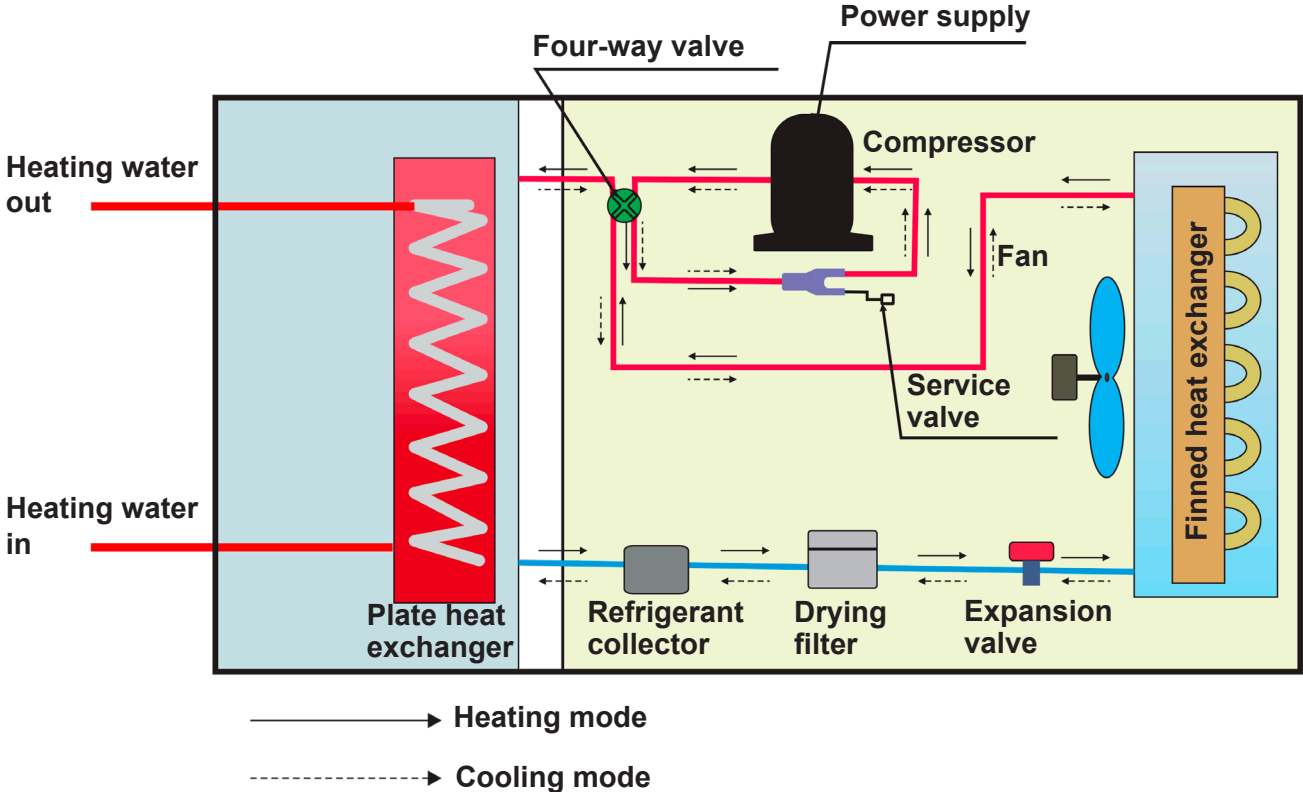 Power supply
Four-way valve
Compressor
Heating water
out
Fan
Finned heat exchanger
Service
valve
Heating water
in
Plate heat
exchanger
Refrigerant
collector
Drying
filter
Expansion
valve
Heating mode
Cooling mode